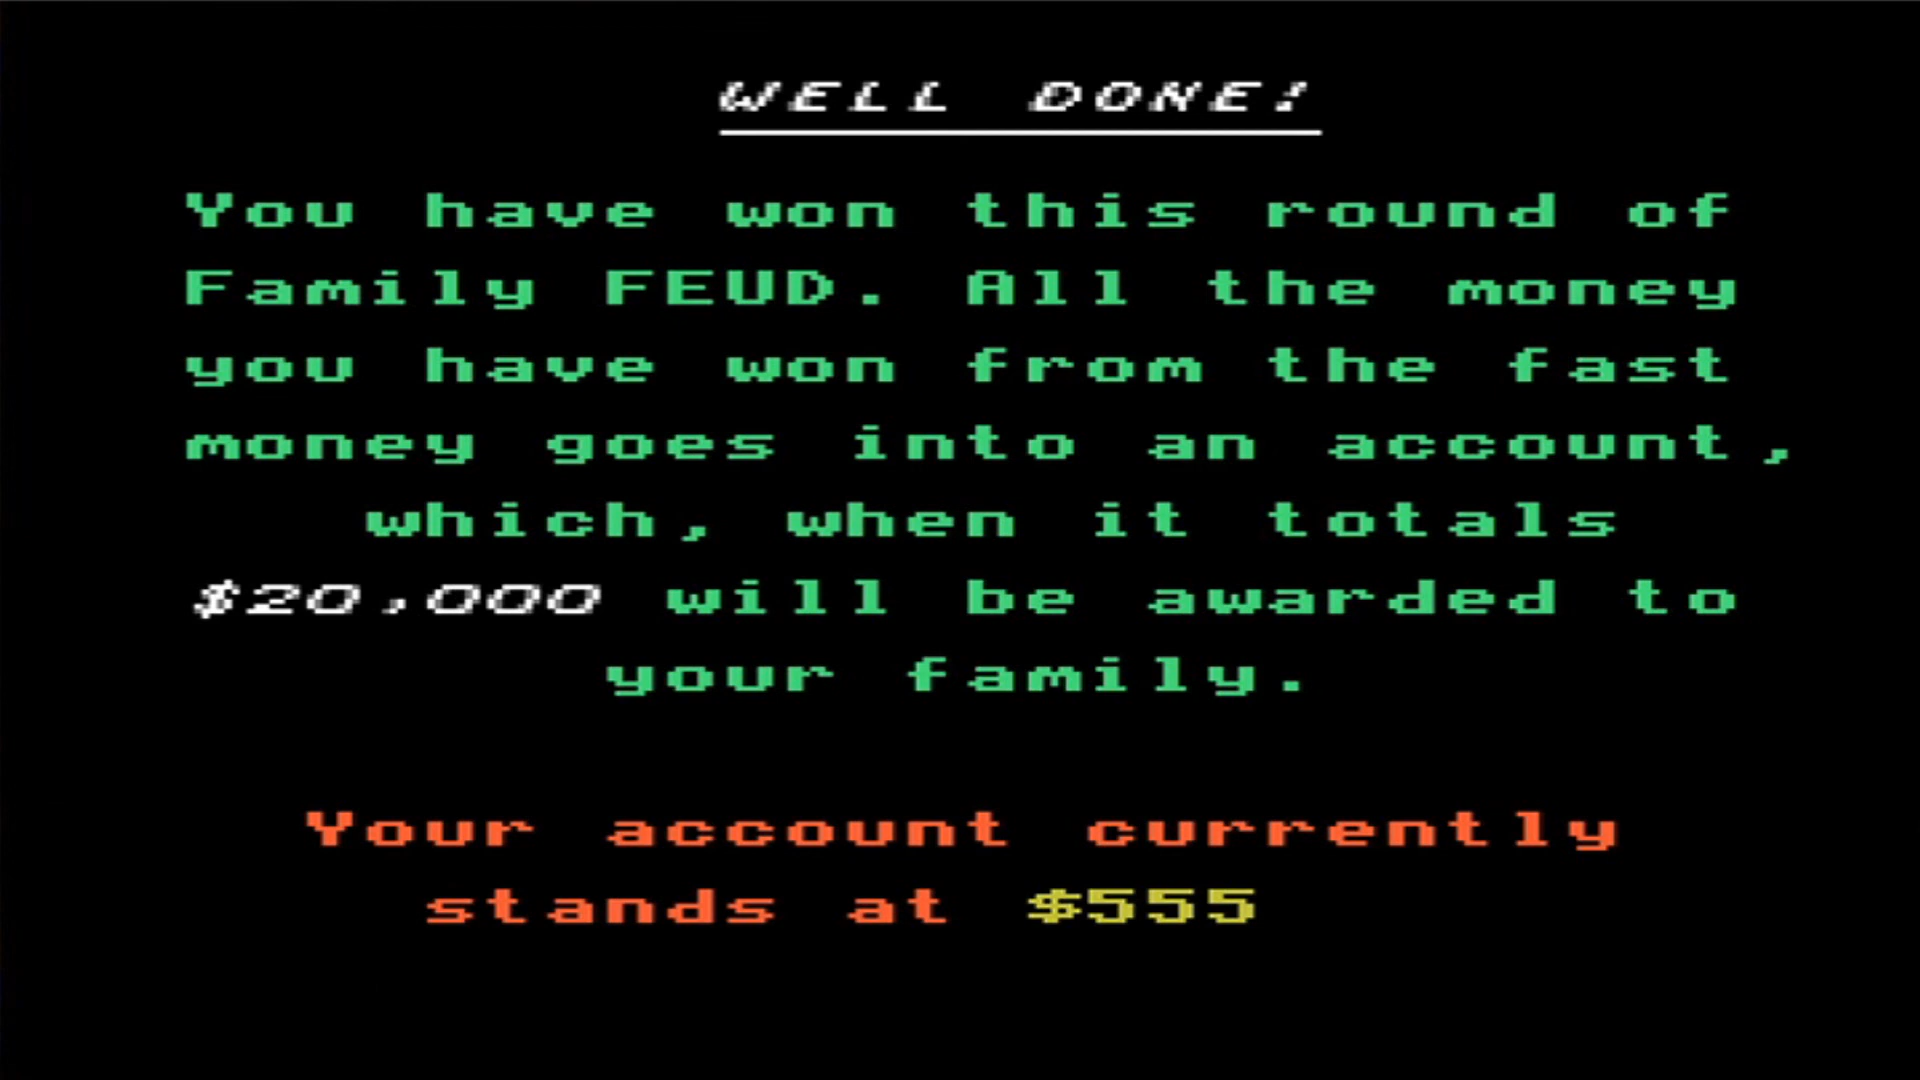 WELL DONE!
You have won this round of
Family FEUD. All the money
you have won from the fast
money goes into an account,
which, when it totals
$20,000 will be awarded to
your family.
Your account currently
stands at $555